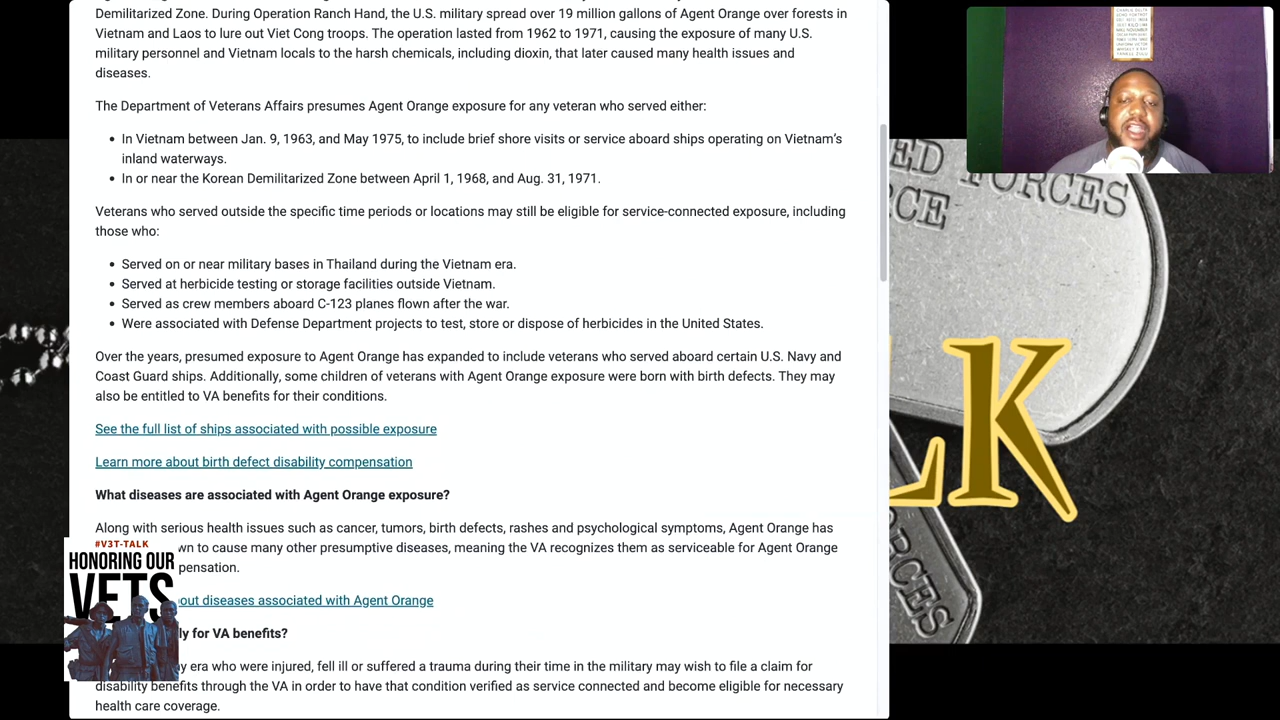 Demilitarized Zone. During Operation Ranch Hand, the U.S. military spread over 19 million gallons of Agent Orange over forests in
Vietnam and Laos to lure out Viet Cong troops. The operation lasted from 1962 to 1971, causing the exposure of many U.S.
military personnel and Vietnam locals to harsh chemicals, including dioxin, that later caused many health issues and
diseases.
The Department of Veterans Affairs presumes Agent Orange exposure for any veteran who served either:
• In Vietnam between Jan. 9, 1963, and May 1975, to include brief shore visits or service aboard ships operating on Vietnam's
inland waterways.
• In or near the Korean Demilitarized Zone between April 1, 1968, and Aug. 31, 1971.
Veterans who served outside the specific time periods or locations may still be eligible for service-connected exposure, including
those who:
• Served on or near military bases in Thailand during the Vietnam era.
• Served at herbicide testing or storage facilities outside Vietnam.
• Served as crew members aboard C-123 planes flown after the war.
• Were associated with Defense Department projects to test, store or dispose of herbicides in the United States.
Over the years, presumed exposure to Agent Orange has expanded to include veterans who served aboard certain U.S. Navy and
Coast Guard ships. Additionally, some children of veterans with Agent Orange exposure were born with birth defects. They may
also be entitled to VA benefits for their conditions.
See the full list of ships associated with possible exposure
Learn more about birth defect disability compensation
What diseases are associated with Agent Orange exposure?
Along with serious health issues such as cancer, tumors, birth defects, rashes and psychological symptoms, Agent Orange has
wn to cause many other presumptive diseases, meaning the VA recognizes them as serviceable for Agent Orange
pensation.
out diseases associated with Agent Orange
ly for VA benefits?
y era who were injured, fell ill or suffered a trauma during their time in the military may wish to file a claim for
disability benefits through the VA in order to have that condition verified as service connected and become eligible for necessary
health care coverage.
#V3T-TALK
HONORING OUR
VETS
ED FORCES
CE
LK
FORCES